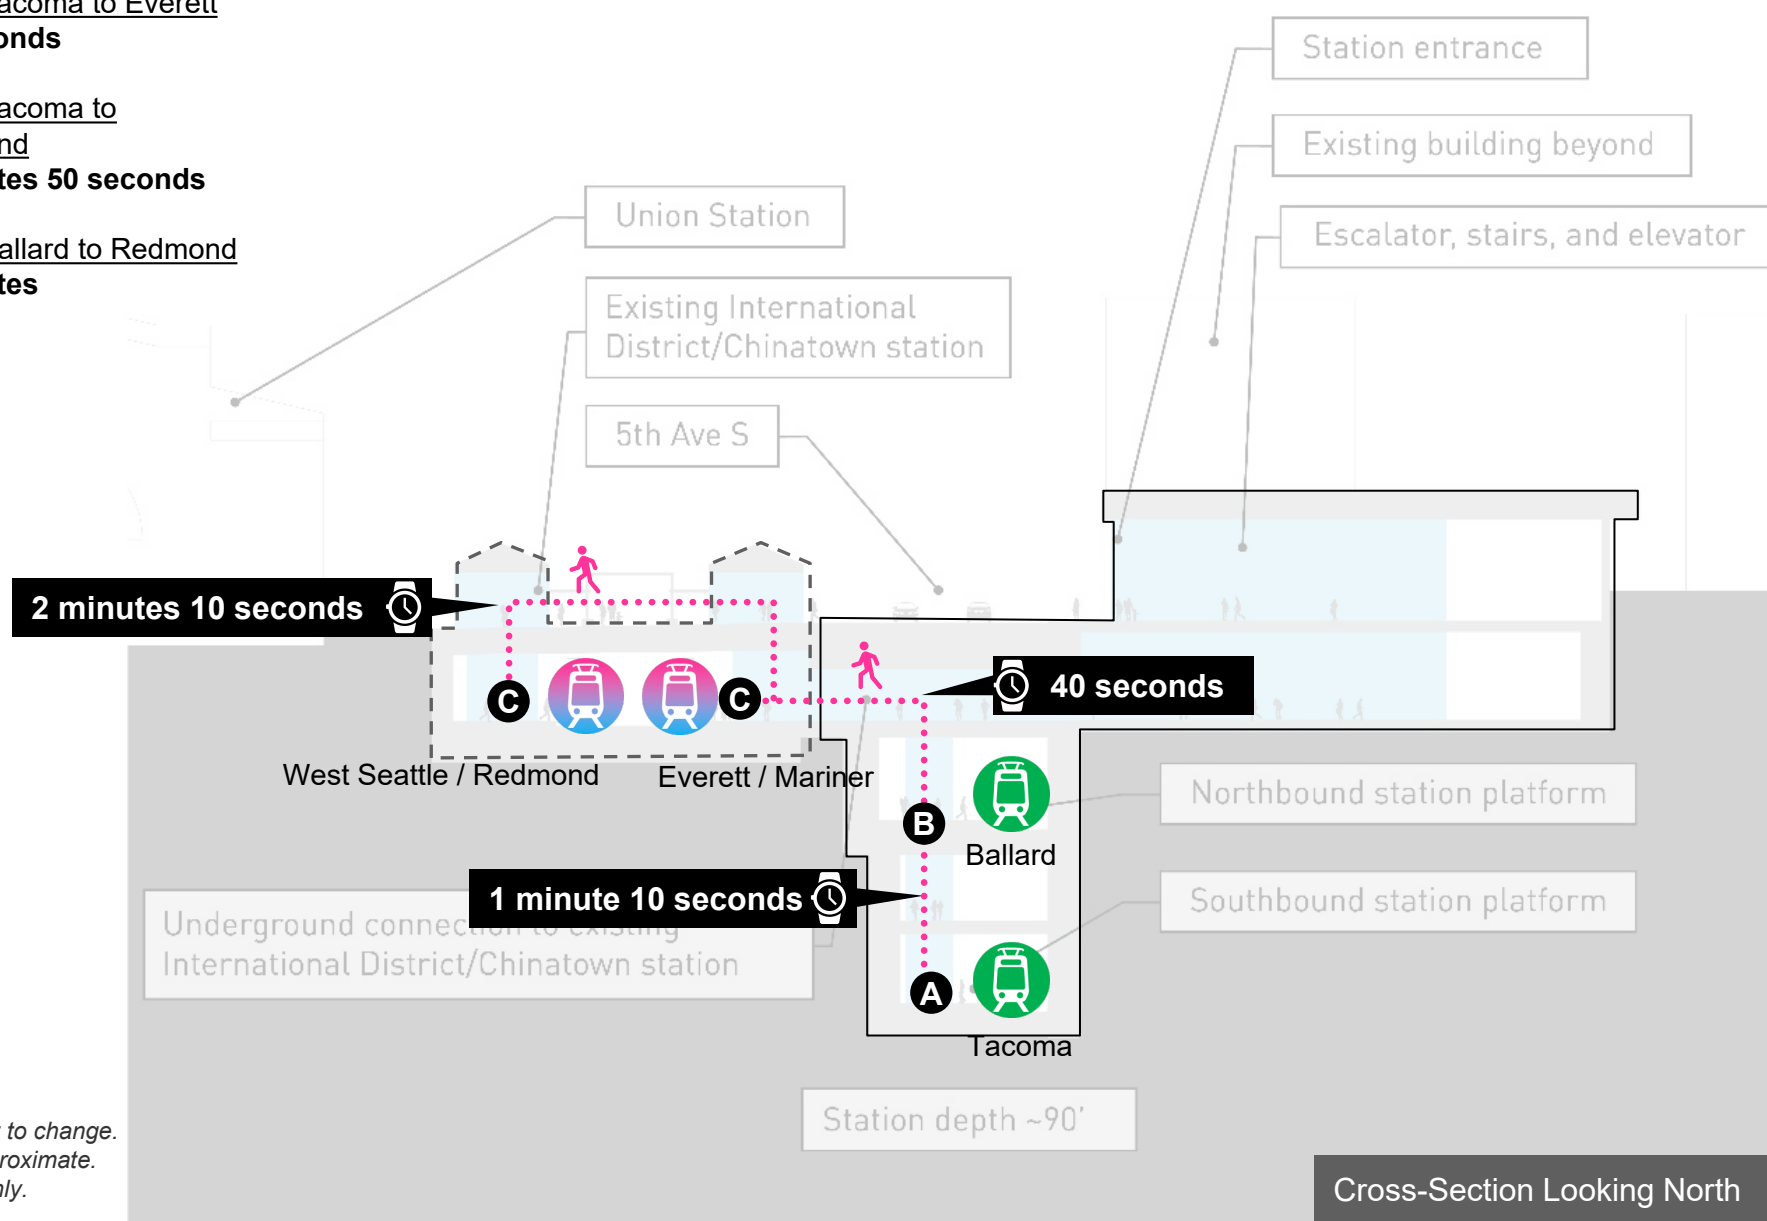 acoma to Everett
onds
acoma to
nd
tes 50 seconds
allard to Redmond
tes
Station entrance
Existing building beyond
Escalator, stairs, and elevator
Union Station
Existing International
District/Chinatown station
5th Ave S
2 minutes 10 seconds
40 seconds
C
C
West Seattle / Redmond
Everett / Mariner
B
Ballard
Northbound station platform
1 minute 10 seconds
Southbound station platform
Underground connection to existing
International District/Chinatown station
A
Tacoma
Station depth ~90'
to change.
roximate.
nly.
Cross-Section Looking North